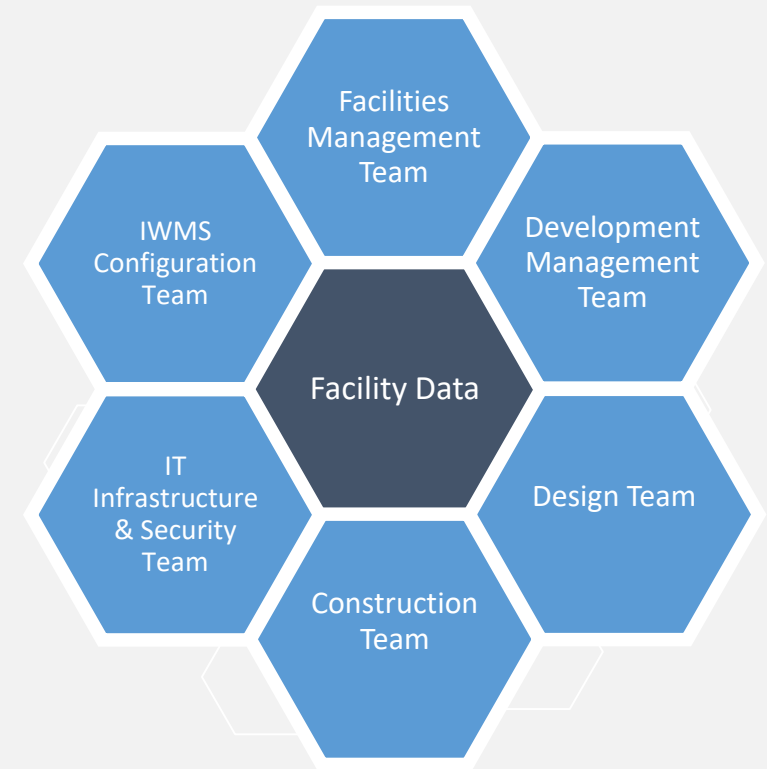 Facilities
Management
Team
IWMS
Configuration
Team
Development
Management
Team
Facility Data
IT
Infrastructure
& Security
Team
Design Team
Construction
Team